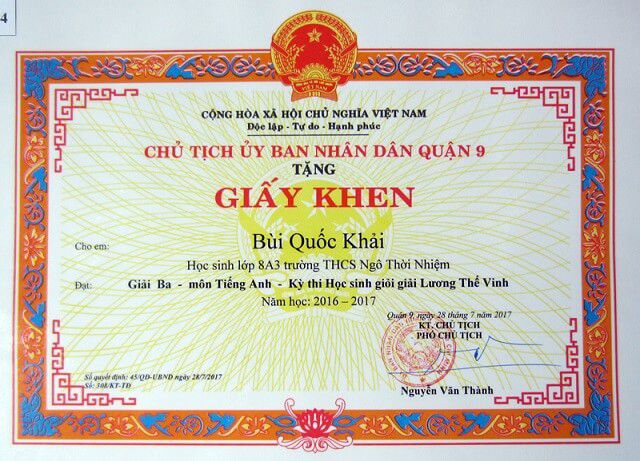 4
VIỆT NAM
CỘNG HÒA XÃ HỘI CHỦ NGHĨA VIỆT NAM
Độc lập - Tự do - Hạnh phúc
CHỦ TỊCH ỦY BAN NHÂN DÂN QUẬN 9
TẶNG
GIẤY KHEN
Cho em: Bùi Quốc Khải
Học sinh lớp 8A3 trường THCS Ngô Thời Nhiệm
Đạt: Giải Ba - môn Tiếng Anh - Kỳ thi Học sinh giỏi giải Lương Thế Vinh
Năm học: 2016 – 2017
Quận 9, ngày 28 tháng 7 năm 2017
KT. CHỦ TỊCH
PHÓ CHỦ TỊCH
Số quyết định: 45/QĐ-UBND ngày 28/7/2017
Số: 308/KT-TĐ
Nguyễn Văn Thành